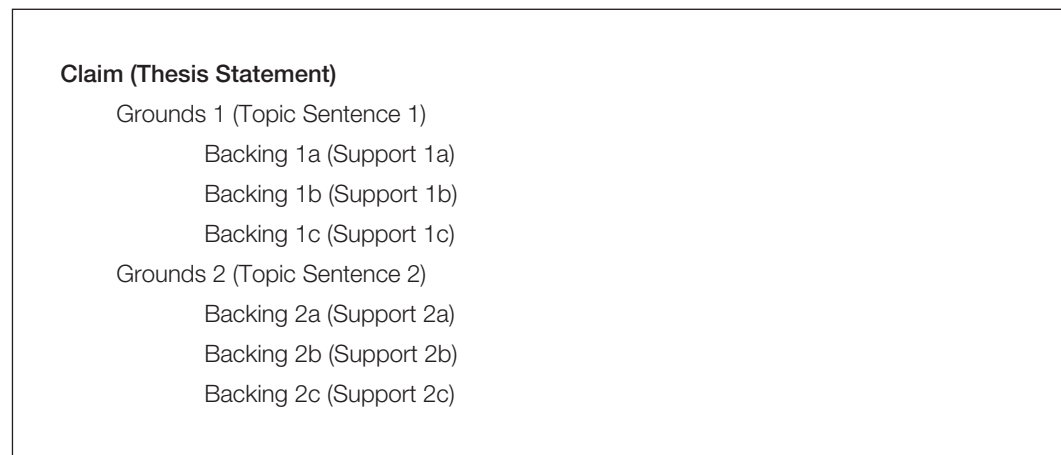 Claim (Thesis Statement)
Grounds 1 (Topic Sentence 1)
Backing 1a (Support 1a)
Backing 1b (Support 1b)
Backing 1c (Support 1c)
Grounds 2 (Topic Sentence 2)
Backing 2a (Support 2a)
Backing 2b (Support 2b)
Backing 2c (Support 2c)